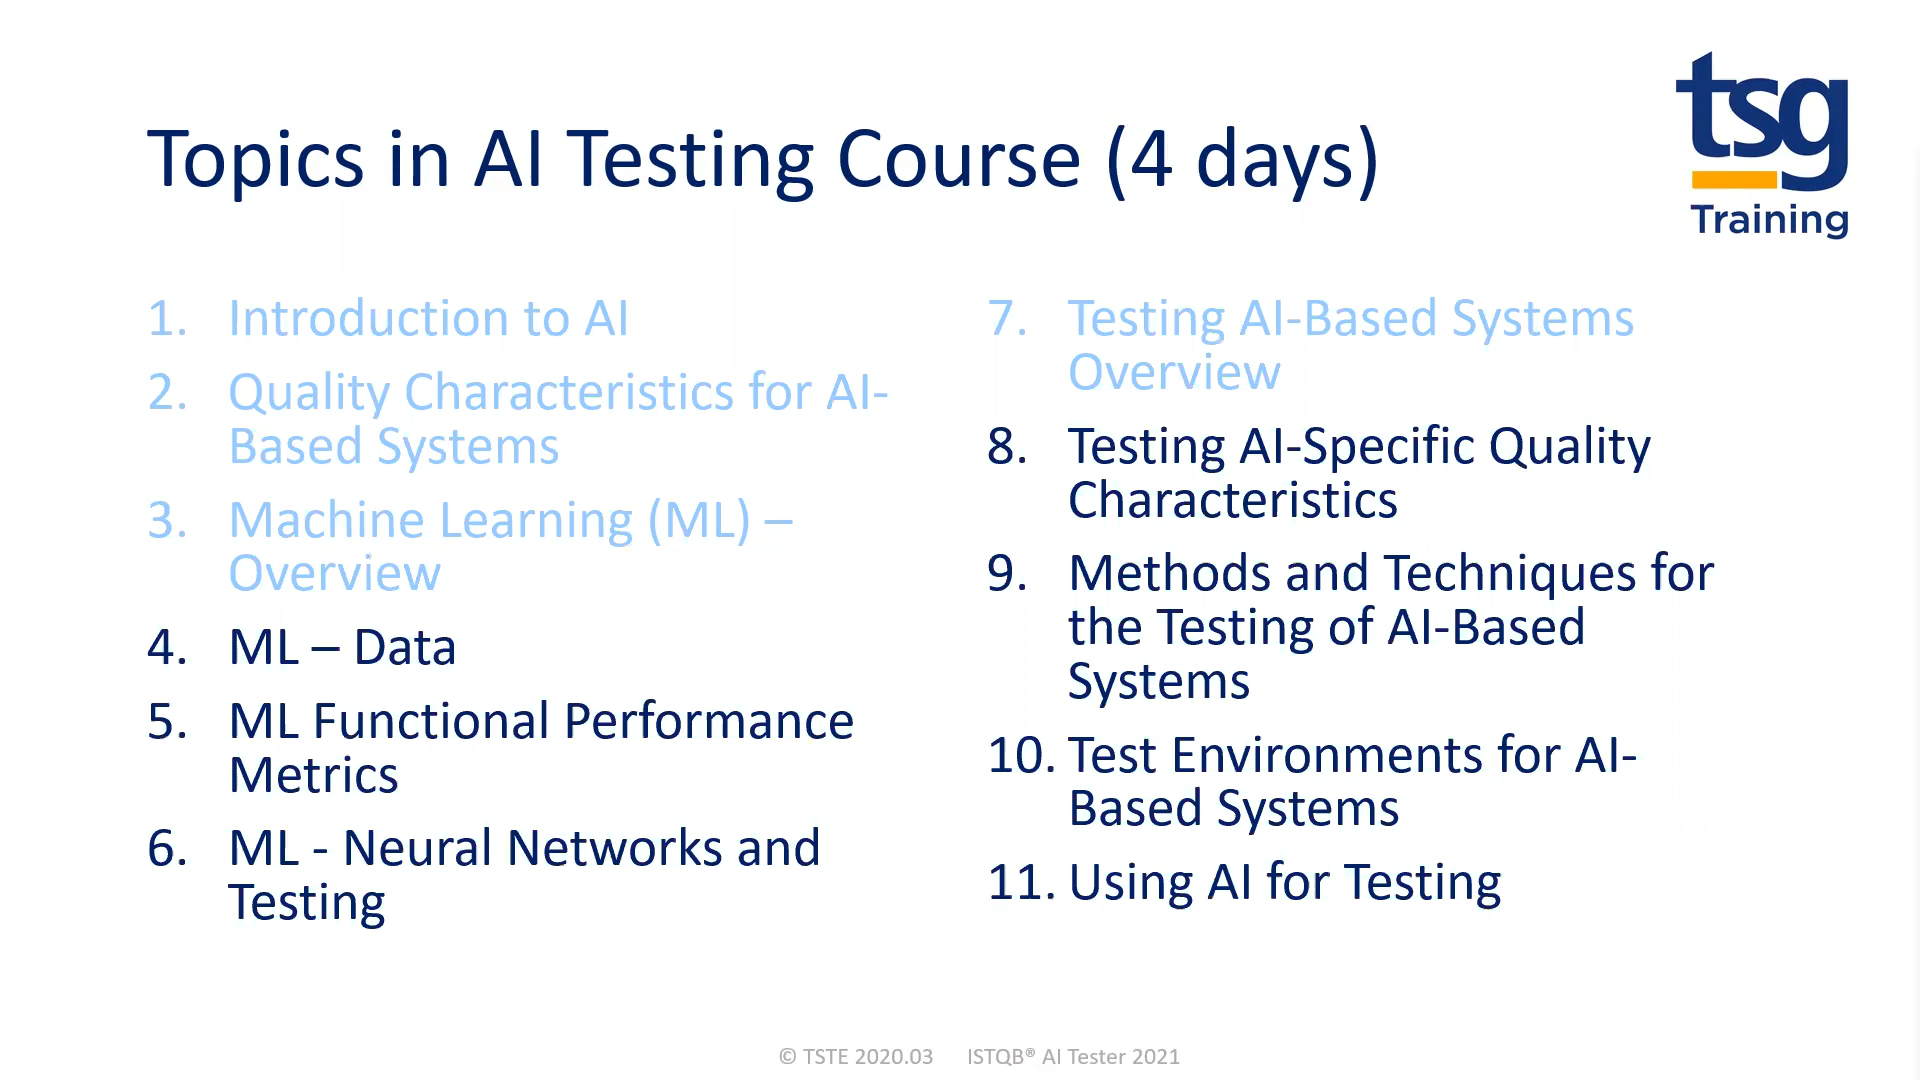 tsg
Training
Topics in AI Testing Course (4 days)
1. Introduction to AI
2. Quality Characteristics for AI-
Based Systems
3. Machine Learning (ML) –
Overview
4. ML – Data
5. ML Functional Performance
Metrics
6. ML - Neural Networks and
Testing
7. Testing AI-Based Systems
Overview
8. Testing AI-Specific Quality
Characteristics
9. Methods and Techniques for
the Testing of AI-Based
Systems
10. Test Environments for AI-
Based Systems
11. Using AI for Testing
© TSTE 2020.03 ISTQB® AI Tester 2021